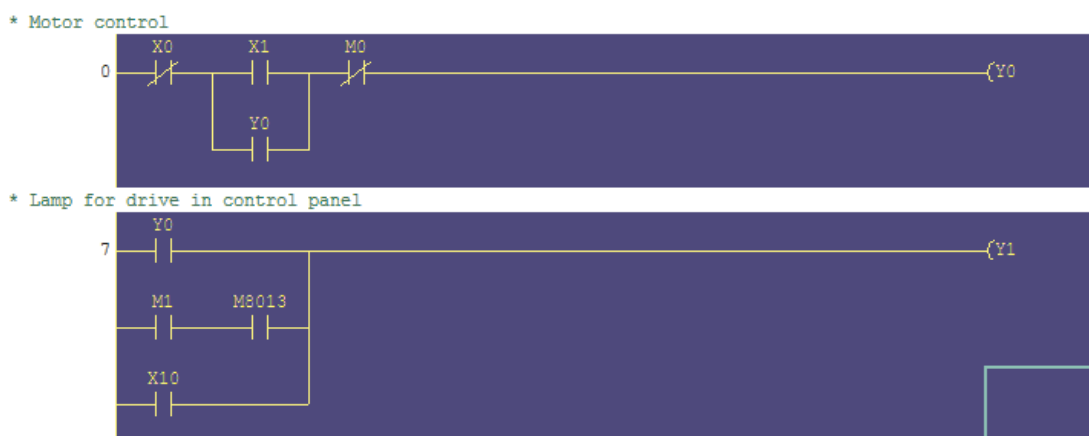 * Motor control
X0 X1 M0
0 (Y0
Y0
* Lamp for drive in control panel
Y0
7 (Y1
M1 M8013
X10